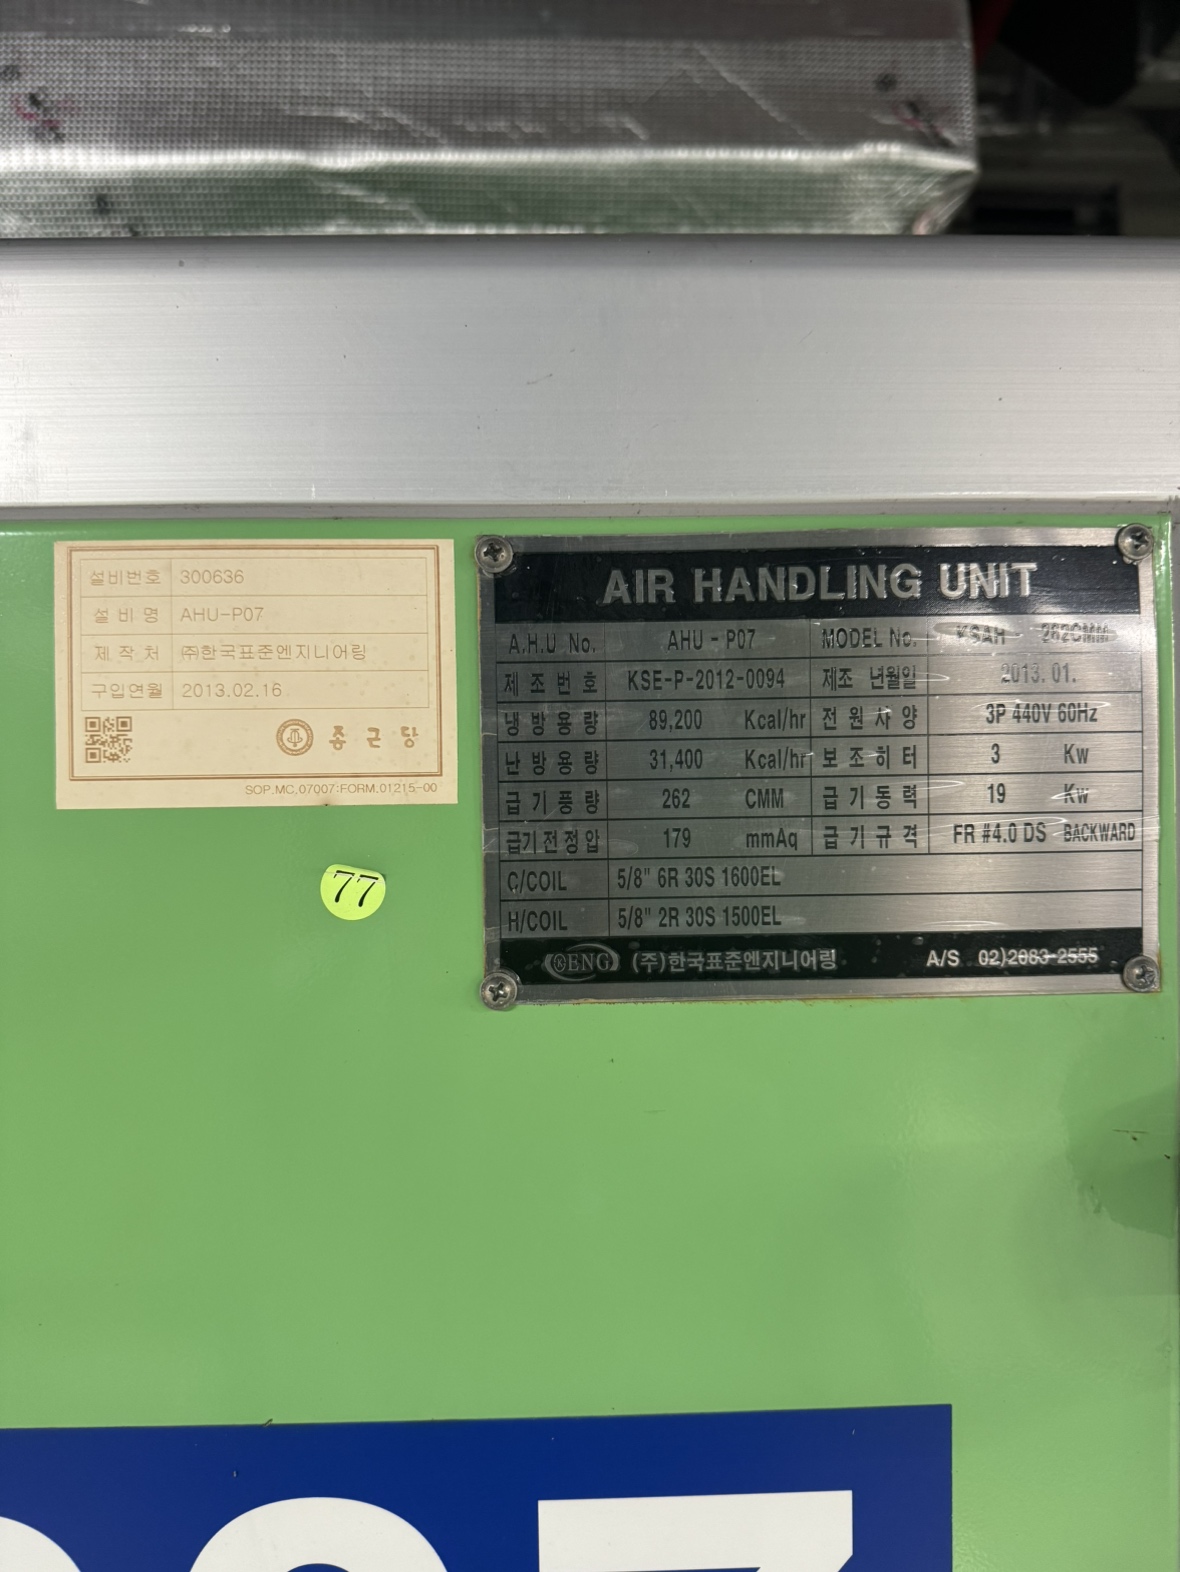 설비번호 300636
설 비 명 AHU-P07
제 작 처 ㈜한국표준엔지니어링
구입연월 2013.02.16
종 근 당
SOP.MC.07007:FORM.01215-00
77
AIR HANDLING UNIT
A.H.U No. AHU - P07 MODEL No. KSAH - 262CMM
제 조 번 호 KSE-P-2012-0094 제조 년월일 2013. 01.
냉 방 용 량 89,200 Kcal/hr 전 원 사 양 3P 440V 60Hz
난 방 용 량 31,400 Kcal/hr 보 조 히 터 3 Kw
급 기 풍 량 262 CMM 급 기 동 력 19 Kw
급기 전 정 압 179 mmAq 급 기 규 격 FR #4.0 DS BACKWARD
C/COIL 5/8" 6R 30S 1600EL
H/COIL 5/8" 2R 30S 1500EL
ENG (주)한국표준엔지니어링 A/S 02)2083-2555
07